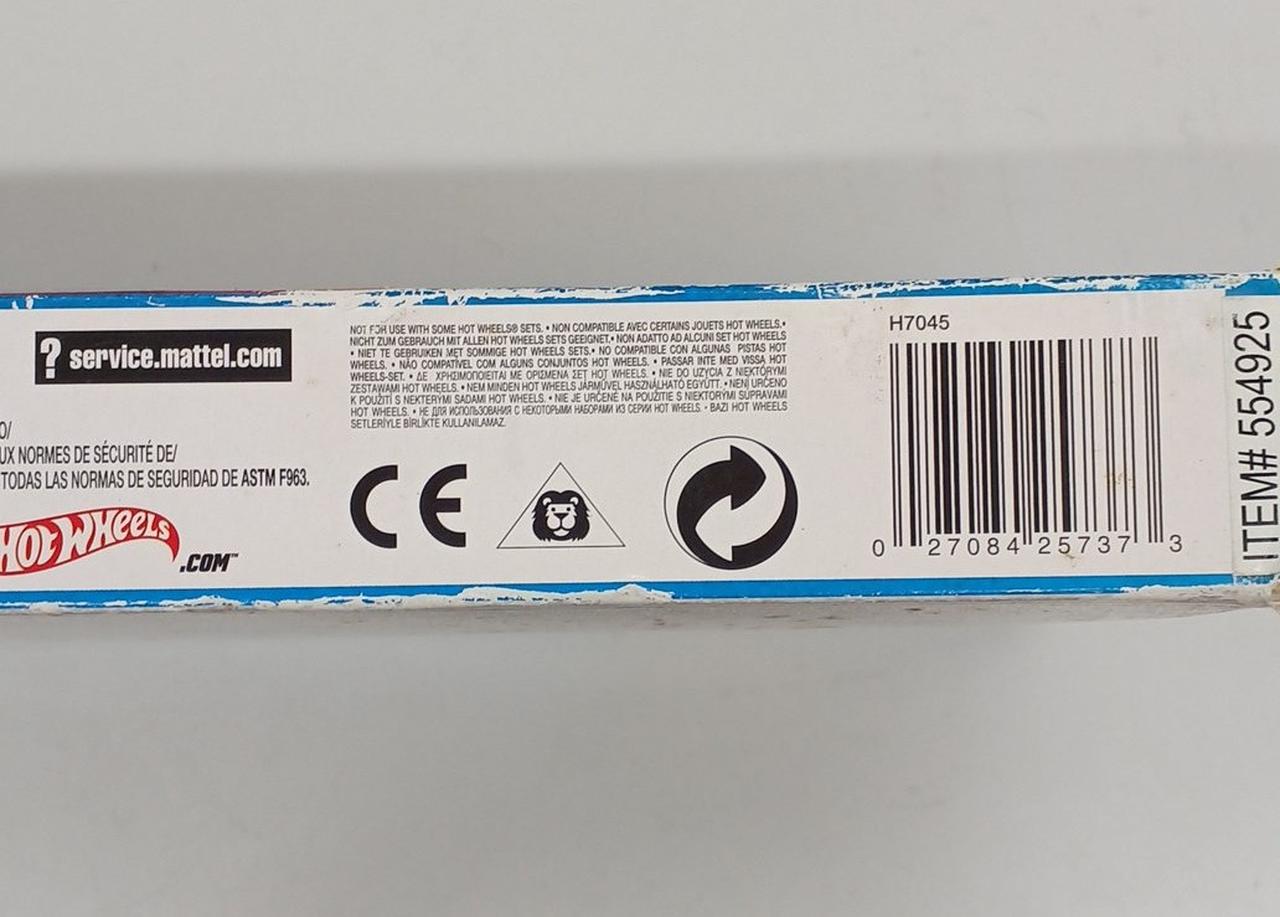 ? service.mattel.com
O/
UX NORMES DE SÉCURITÉ DE/
TODAS LAS NORMAS DE SEGURIDAD DE ASTM F963.
HOT WHEELS
.COM™
NOT FOR USE WITH SOME HOT WHEELS® SETS. • NON COMPATIBLE AVEC CERTAINS JOUETS HOT WHEELS.•
NICHT ZUM GEBRAUCH MIT ALLEN HOT WHEELS SETS GEEIGNET.• NON ADATTO AD ALCUNI SET HOT WHEELS
• NIET TE GEBRUIKEN MET SOMMIGE HOT WHEELS SETS.• NO COMPATIBLE CON ALGUNAS PISTAS HOT
WHEELS. • NÃO COMPATÍVEL COM ALGUNS CONJUNTOS HOT WHEELS. • PASSAR INTE MED VISSA HOT
WHEELS-SET. • ΔΕ ΧΡΗΣΙΜΟΠΟΙΕΙΤΑΙ ΜΕ ΟΡΙΣΜΕΝΑ ΣΕΤ HOT WHEELS. • NIE DO UZYCIA Z NIEKTÓRYMI
ZESTAWAMI HOT WHEELS. • NEM MINDEN HOT WHEELS JÁRMŰVEL HASZNÁLHATÓ EGYÜTT. • NENÍ URČENO
K POUŽITÍ S NEKTERÝMI SADAMI HOT WHEELS. • NIE JE URČENÉ NA POUŽITIE S NIEKTORÝMI SUPRAVAMI
HOT WHEELS. • НЕ ДЛЯ ИСПОЛЬЗОВАНИЯ С НЕКОТОРЫМИ НАБОРАМИ ИЗ СЕРИИ HOT WHEELS. • BAZI HOT WHEELS
SETLERİYLE BİRLİKTE KULLANILAMAZ.
CE
H7045
0 27084 25737 3
ITEM# 554925